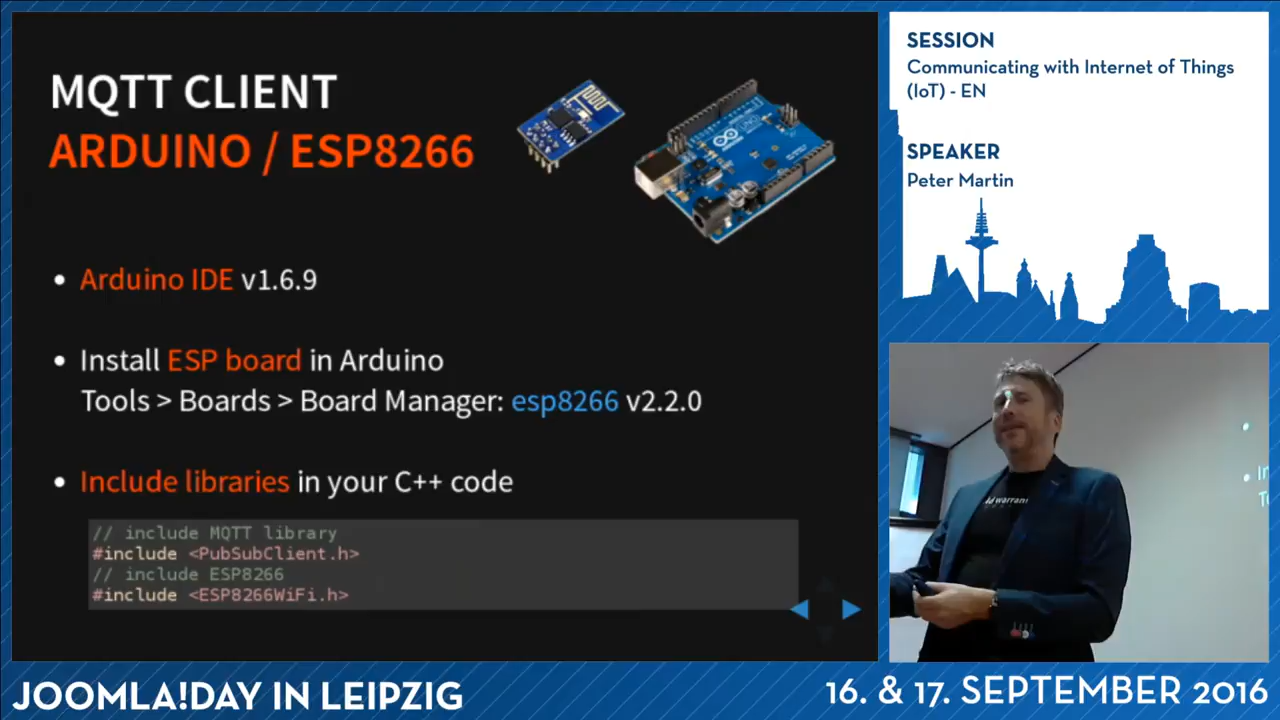 MQTT CLIENT
ARDUINO / ESP8266
• Arduino IDE v1.6.9
• Install ESP board in Arduino
Tools > Boards > Board Manager: esp8266 v2.2.0
• Include libraries in your C++ code
// include MQTT library
#include <PubSubClient.h>
// include ESP8266
#include <ESP8266WiFi.h>
UNO
SESSION
Communicating with Internet of Things
(IoT) - EN
SPEAKER
Peter Martin
JOOMLA!DAY IN LEIPZIG
16. & 17. SEPTEMBER 2016